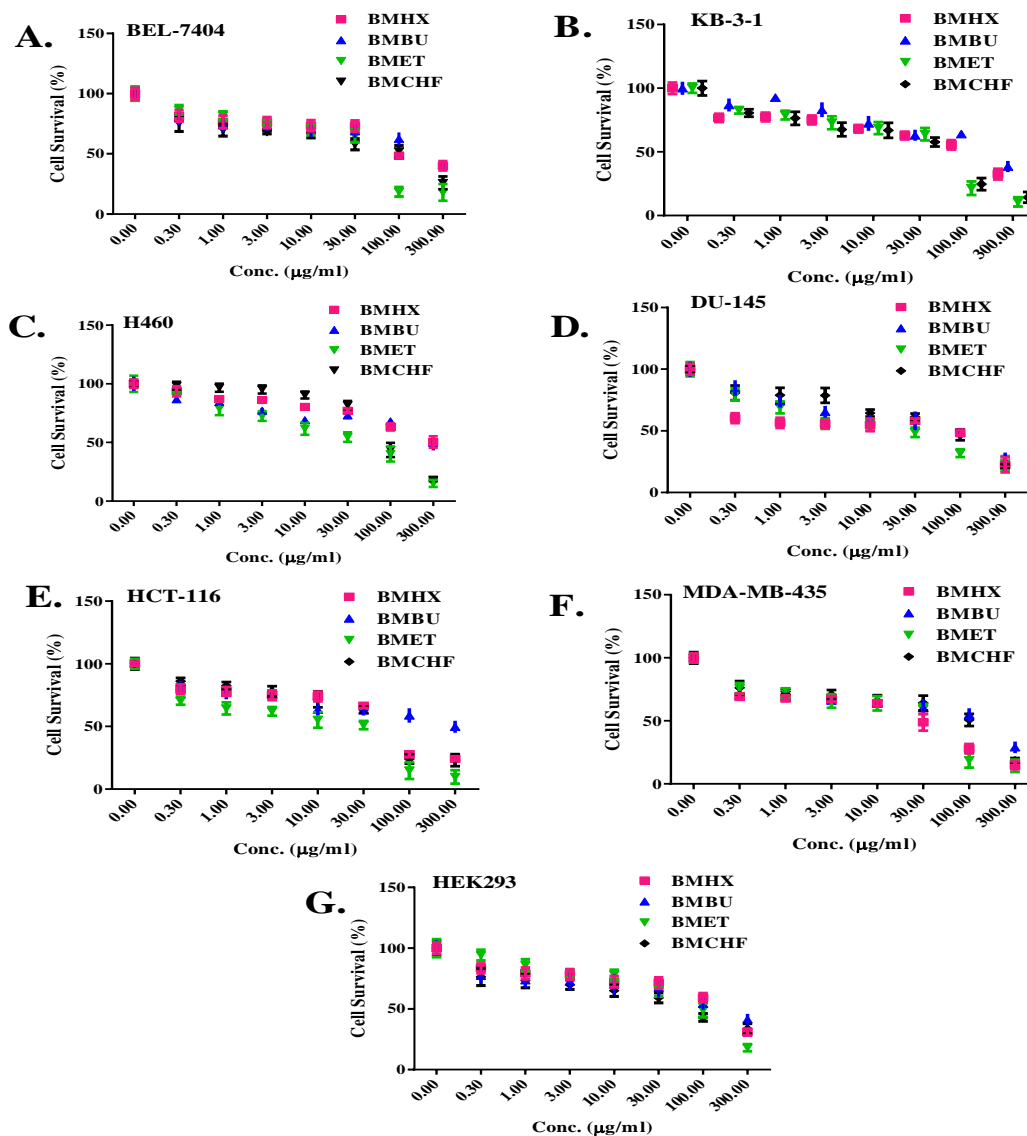 A.
BEL-7404
BMHX
BMBU
BMET
BMCHF
Cell Survival (%)
150
100
50
0
0.00 0.30 1.00 3.00 10.00 30.00 100.00 300.00
Conc. (μg/ml)
B.
KB-3-1
BMHX
BMBU
BMET
BMCHF
Cell Survival (%)
150
100
50
0
0.00 0.30 1.00 3.00 10.00 30.00 100.00 300.00
Conc. (μg/ml)
C.
H460
BMHX
BMBU
BMET
BMCHF
Cell Survival (%)
150
100
50
0
0.00 0.30 1.00 3.00 10.00 30.00 100.00 300.00
Conc. (μg/ml)
D.
DU-145
BMHX
BMBU
BMET
BMCHF
Cell Survival (%)
150
100
50
0
0.00 0.30 1.00 3.00 10.00 30.00 100.00 300.00
Conc. (μg/ml)
E.
HCT-116
BMHX
BMBU
BMET
BMCHF
Cell Survival (%)
150
100
50
0
0.00 0.30 1.00 3.00 10.00 30.00 100.00 300.00
Conc. (μg/ml)
F.
MDA-MB-435
BMHX
BMBU
BMET
BMCHF
Cell Survival (%)
150
100
50
0
0.00 0.30 1.00 3.00 10.00 30.00 100.00 300.00
Conc. (μg/ml)
G.
HEK293
BMHX
BMBU
BMET
BMCHF
Cell Survival (%)
150
100
50
0
0.00 0.30 1.00 3.00 10.00 30.00 100.00 300.00
Conc. (μg/ml)